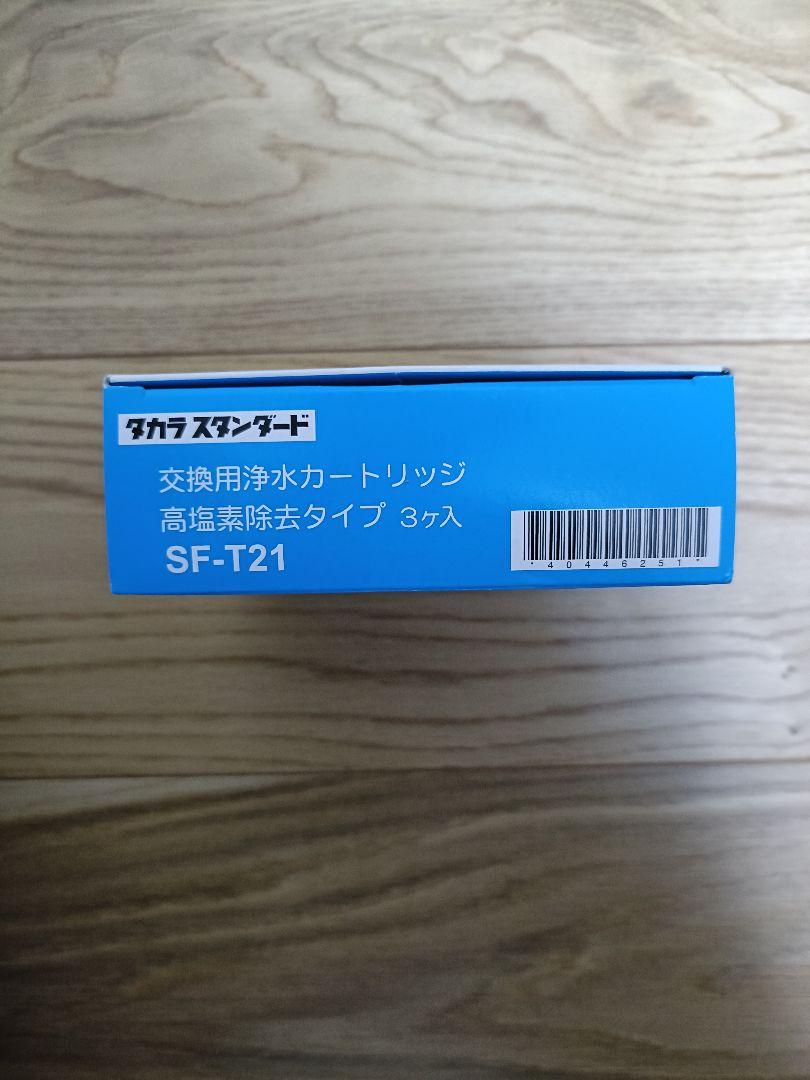 タカラスタンダード
交換用浄水カートリッジ
高塩素除去タイプ 3ヶ入
SF-T21
*40446251*